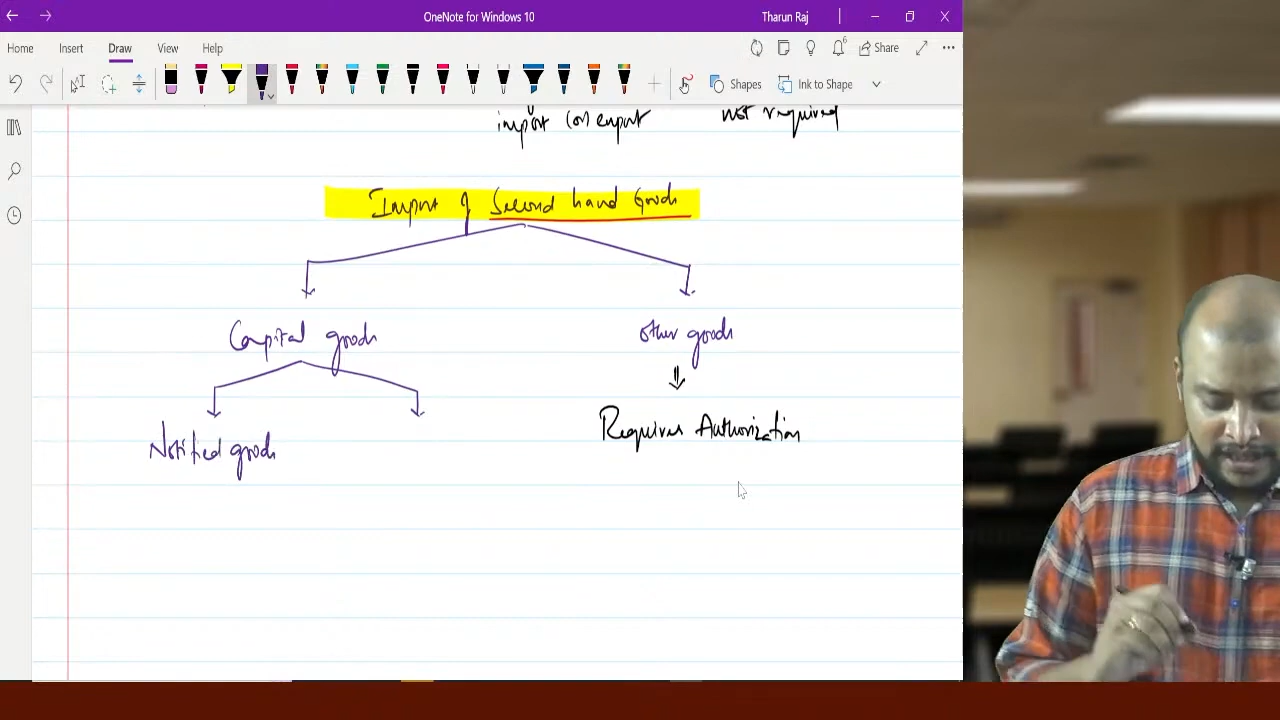 OneNote for Windows 10
Tharun Raj
Home Insert Draw View Help
6
Share
Shapes
Ink to Shape
import (or) export
not required
Import of Second hand Goods
Capital goods
other goods
Notified goods
Requires Authorization